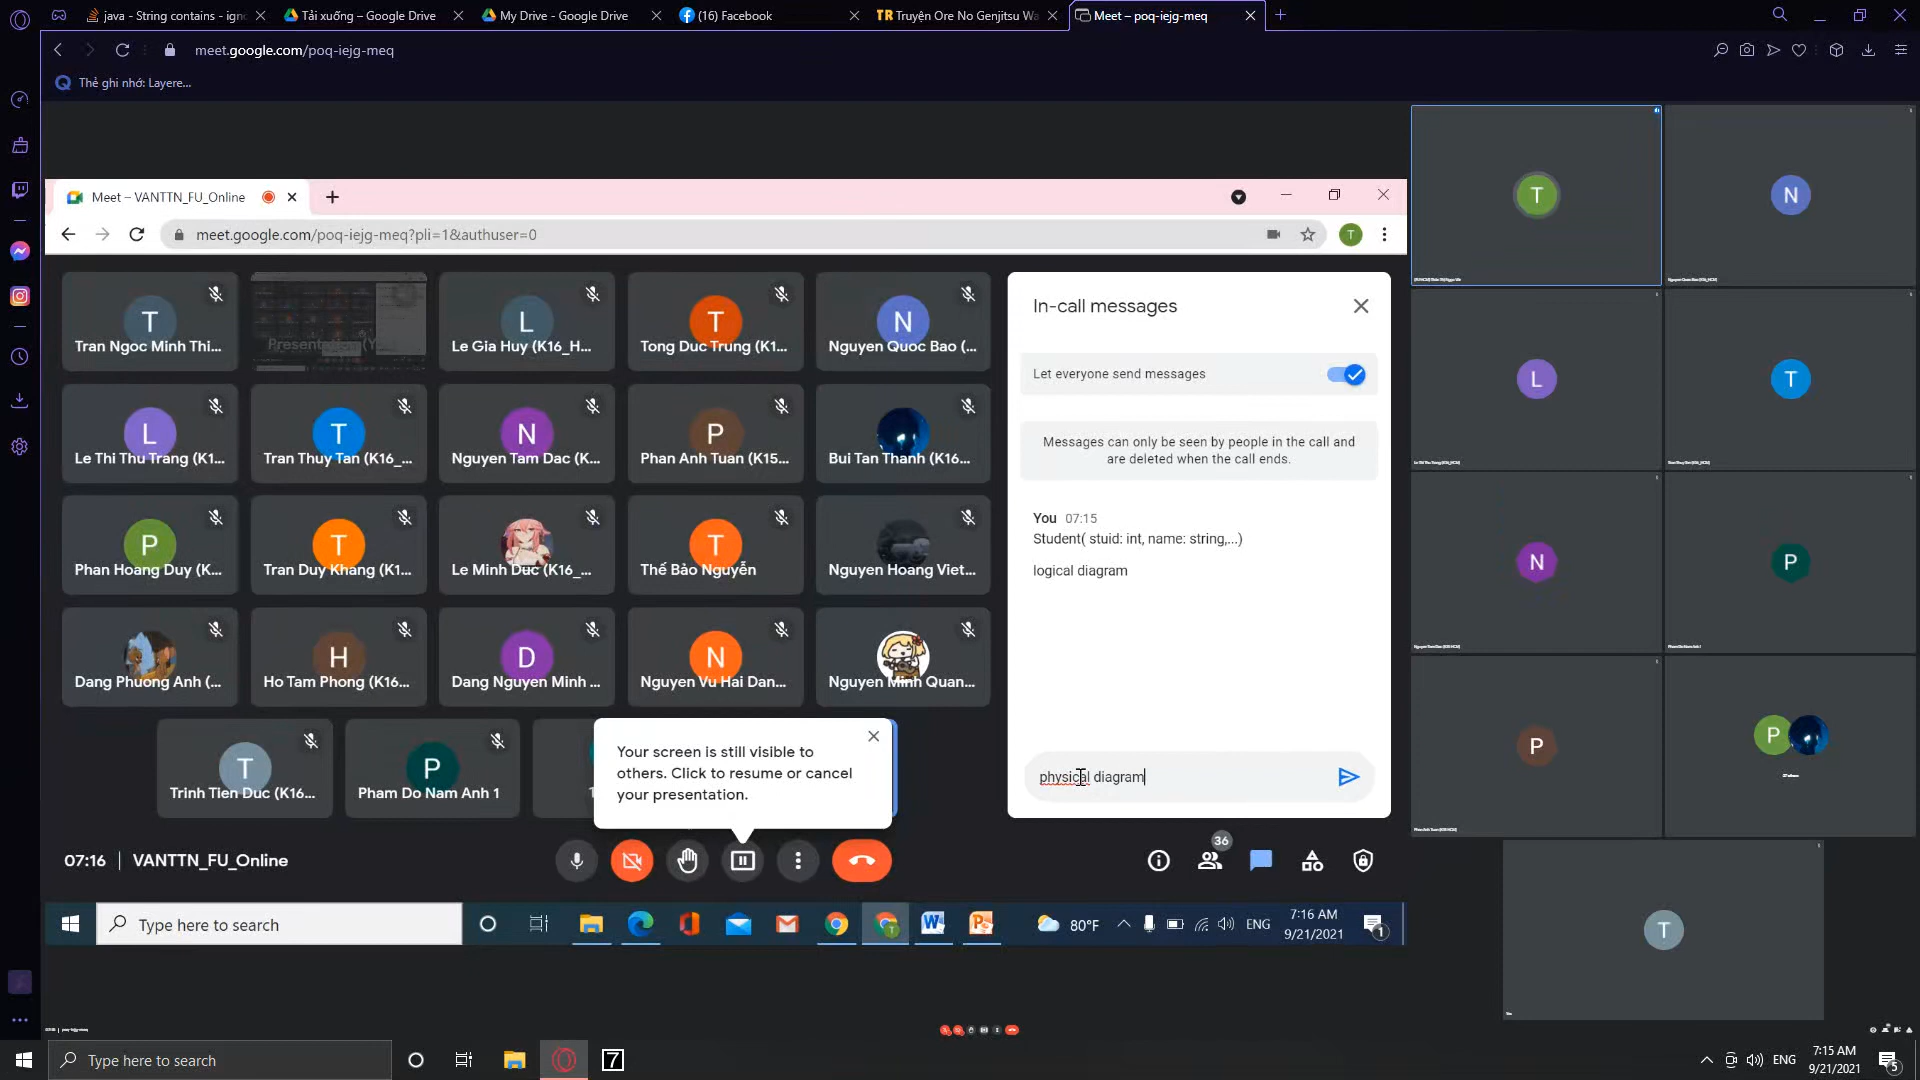 java - String contains - igno
Tải xuống – Google Drive
My Drive - Google Drive
(16) Facebook
TR Truyện Ore No Genjitsu Wa
Meet – poq-iejg-meq
meet.google.com/poq-iejg-meq
Thẻ ghi nhớ: Layere...
Meet – VANTTN_FU_Online
meet.google.com/poq-iejg-meq?pli=1&authuser=0
T
T
Tran Ngoc Minh Thi...
L
Le Gia Huy (K16_H...
T
Tong Duc Trung (K1...
N
Nguyen Quoc Bao (...
L
Le Thi Thu Trang (K1...
T
Tran Thuy Tan (K16_...
N
Nguyen Tam Dac (K...
P
Phan Anh Tuan (K15...
Bui Tan Thanh (K16...
P
Phan Hoang Duy (K...
T
Tran Duy Khang (K1...
Le Minh Duc (K16_...
T
Thế Bảo Nguyễn
Nguyen Hoang Viet...
Dang Phuong Anh (...
H
Ho Tam Phong (K16...
D
Dang Nguyen Minh ...
N
Nguyen Vu Hai Dan...
Nguyen Minh Quan...
T
Trinh Tien Duc (K16...
P
Pham Do Nam Anh 1
Your screen is still visible to
others. Click to resume or cancel
your presentation.
In-call messages
Let everyone send messages
Messages can only be seen by people in the call and
are deleted when the call ends.
You 07:15
Student( stuid: int, name: string,...)
logical diagram
physical diagram
07:16 | VANTTN_FU_Online
36
Type here to search
80°F
ENG
7:16 AM
9/21/2021
1
T
N
L
T
N
P
P
P
T
Type here to search
7
ENG
7:15 AM
9/21/2021
5